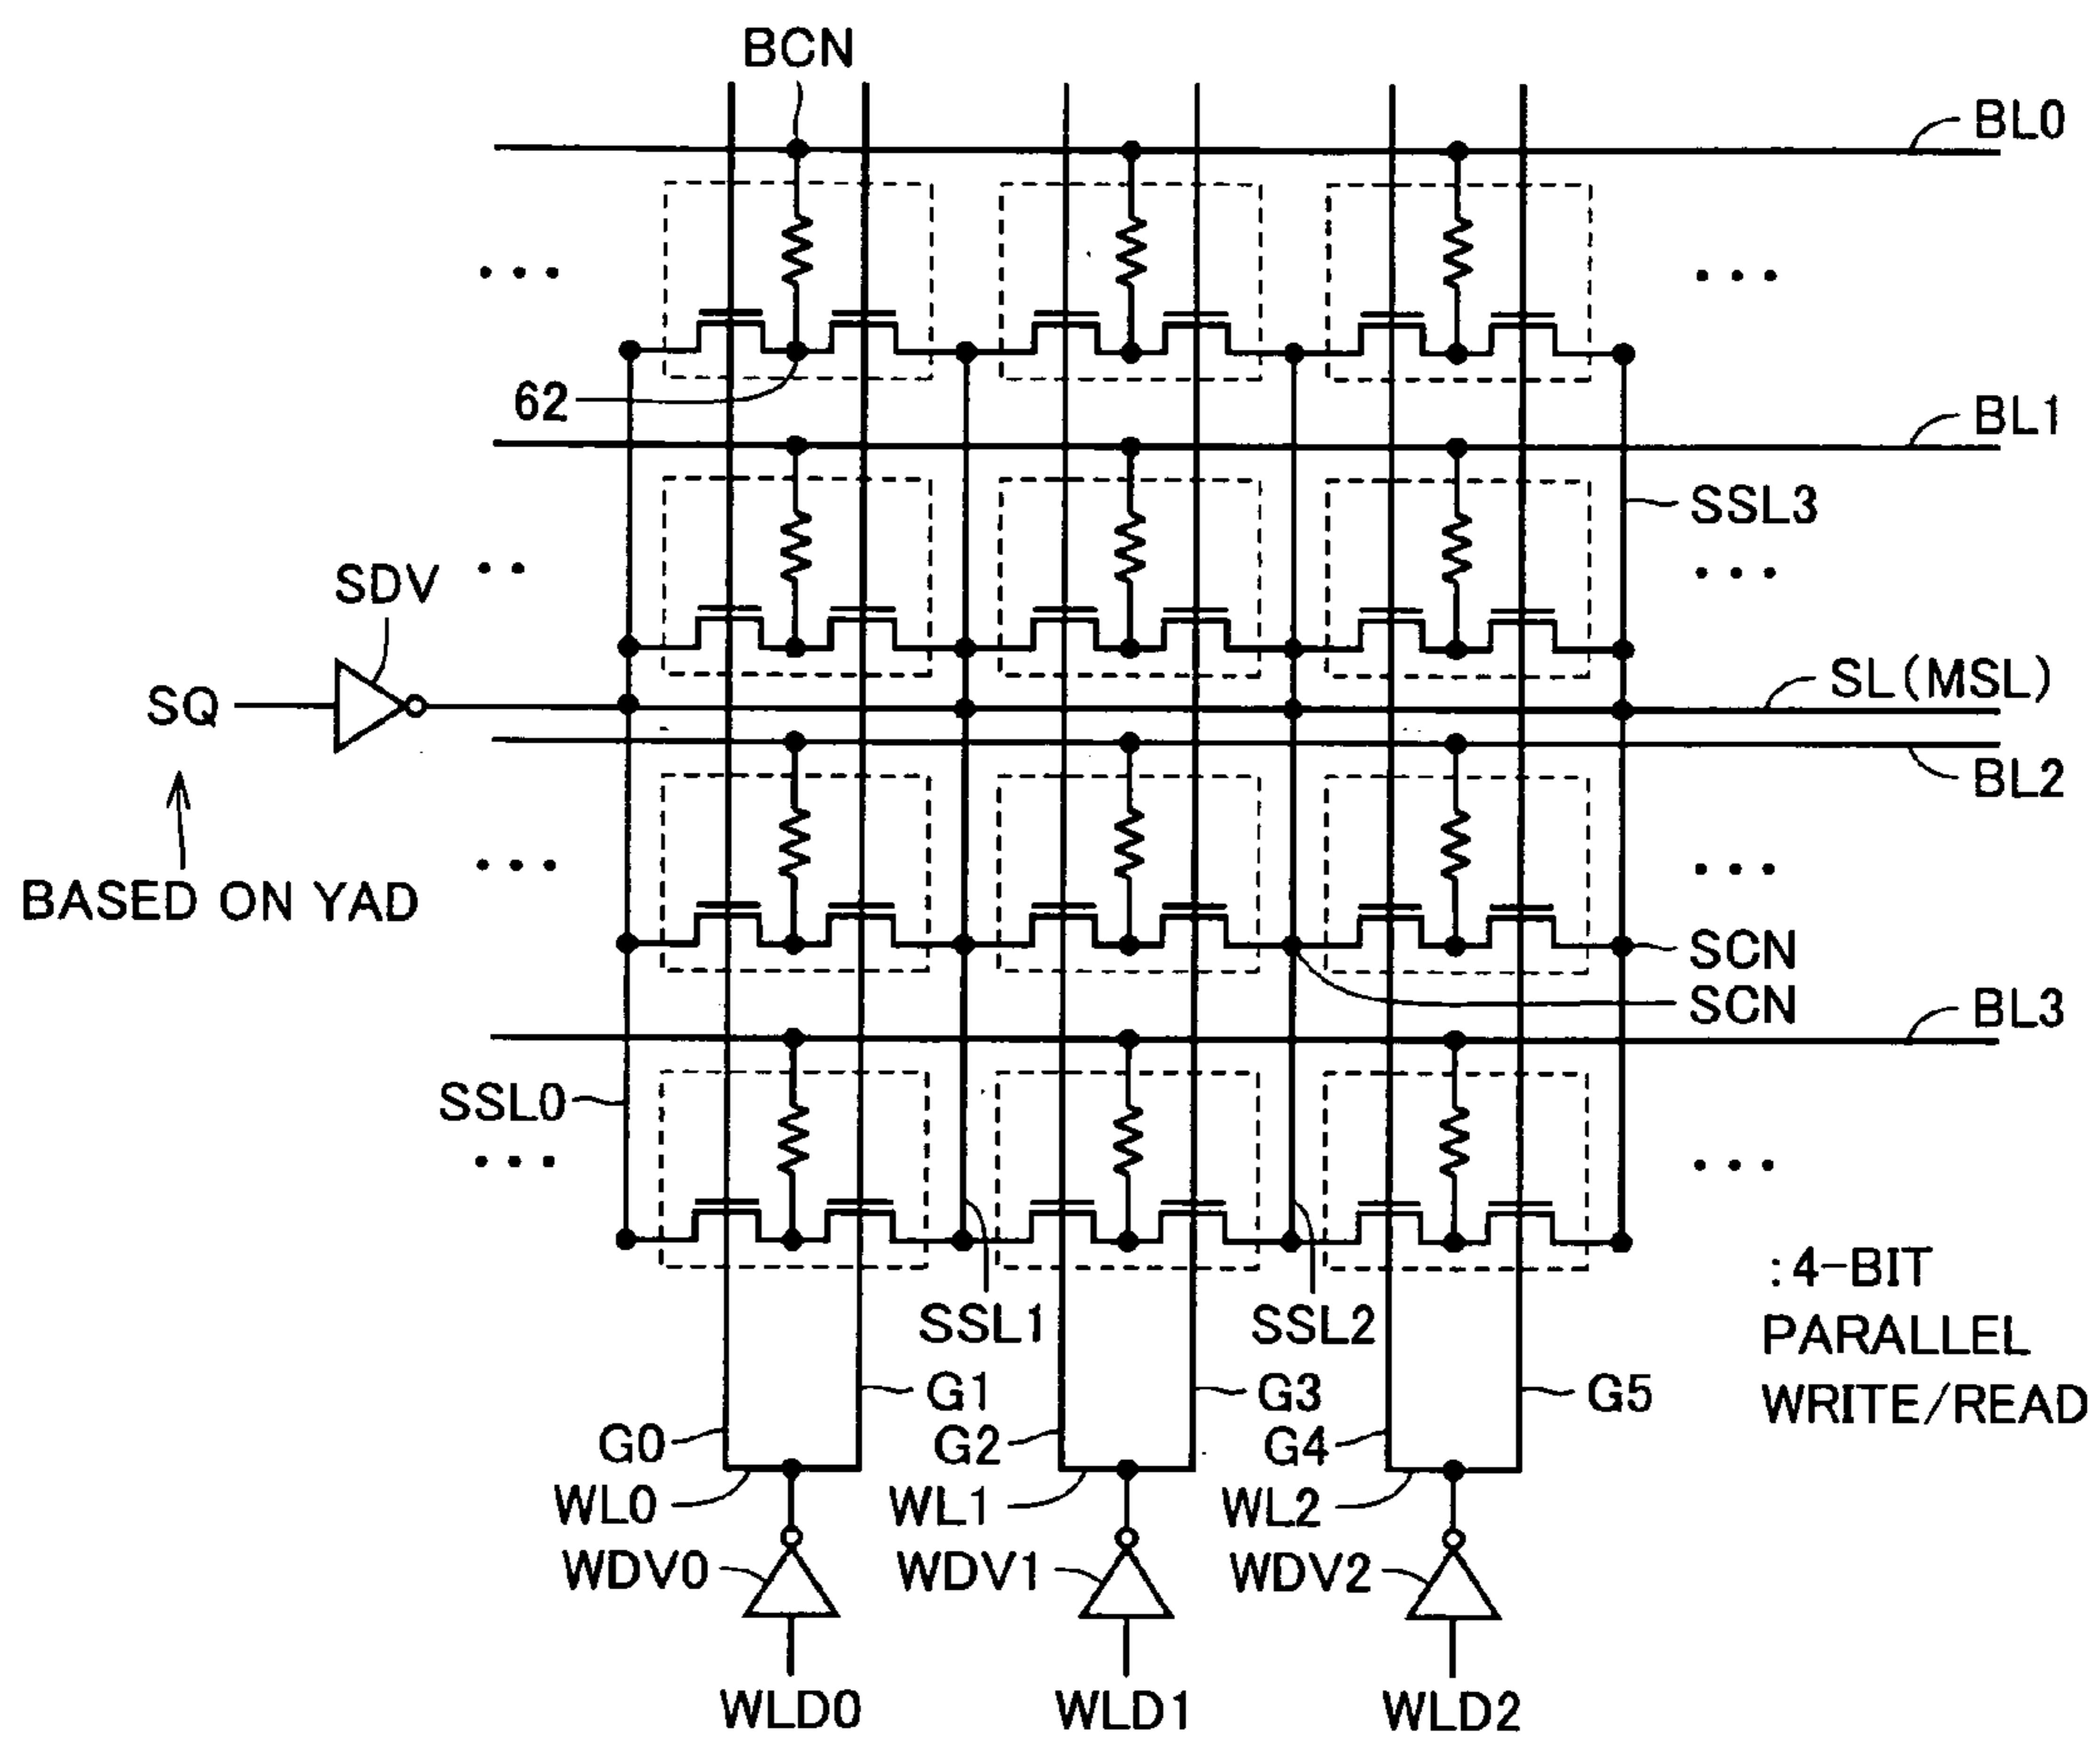 BCN
BL0
62
BL1
SSL3
SDV
SQ
SL(MSL)
BL2
BASED ON YAD
SCN
SCN
BL3
SSL0
:4-BIT
PARALLEL
WRITE/READ
SSL1
SSL2
G1
G3
G5
G0
G2
G4
WL0
WL1
WL2
WDV0
WDV1
WDV2
WLD0
WLD1
WLD2